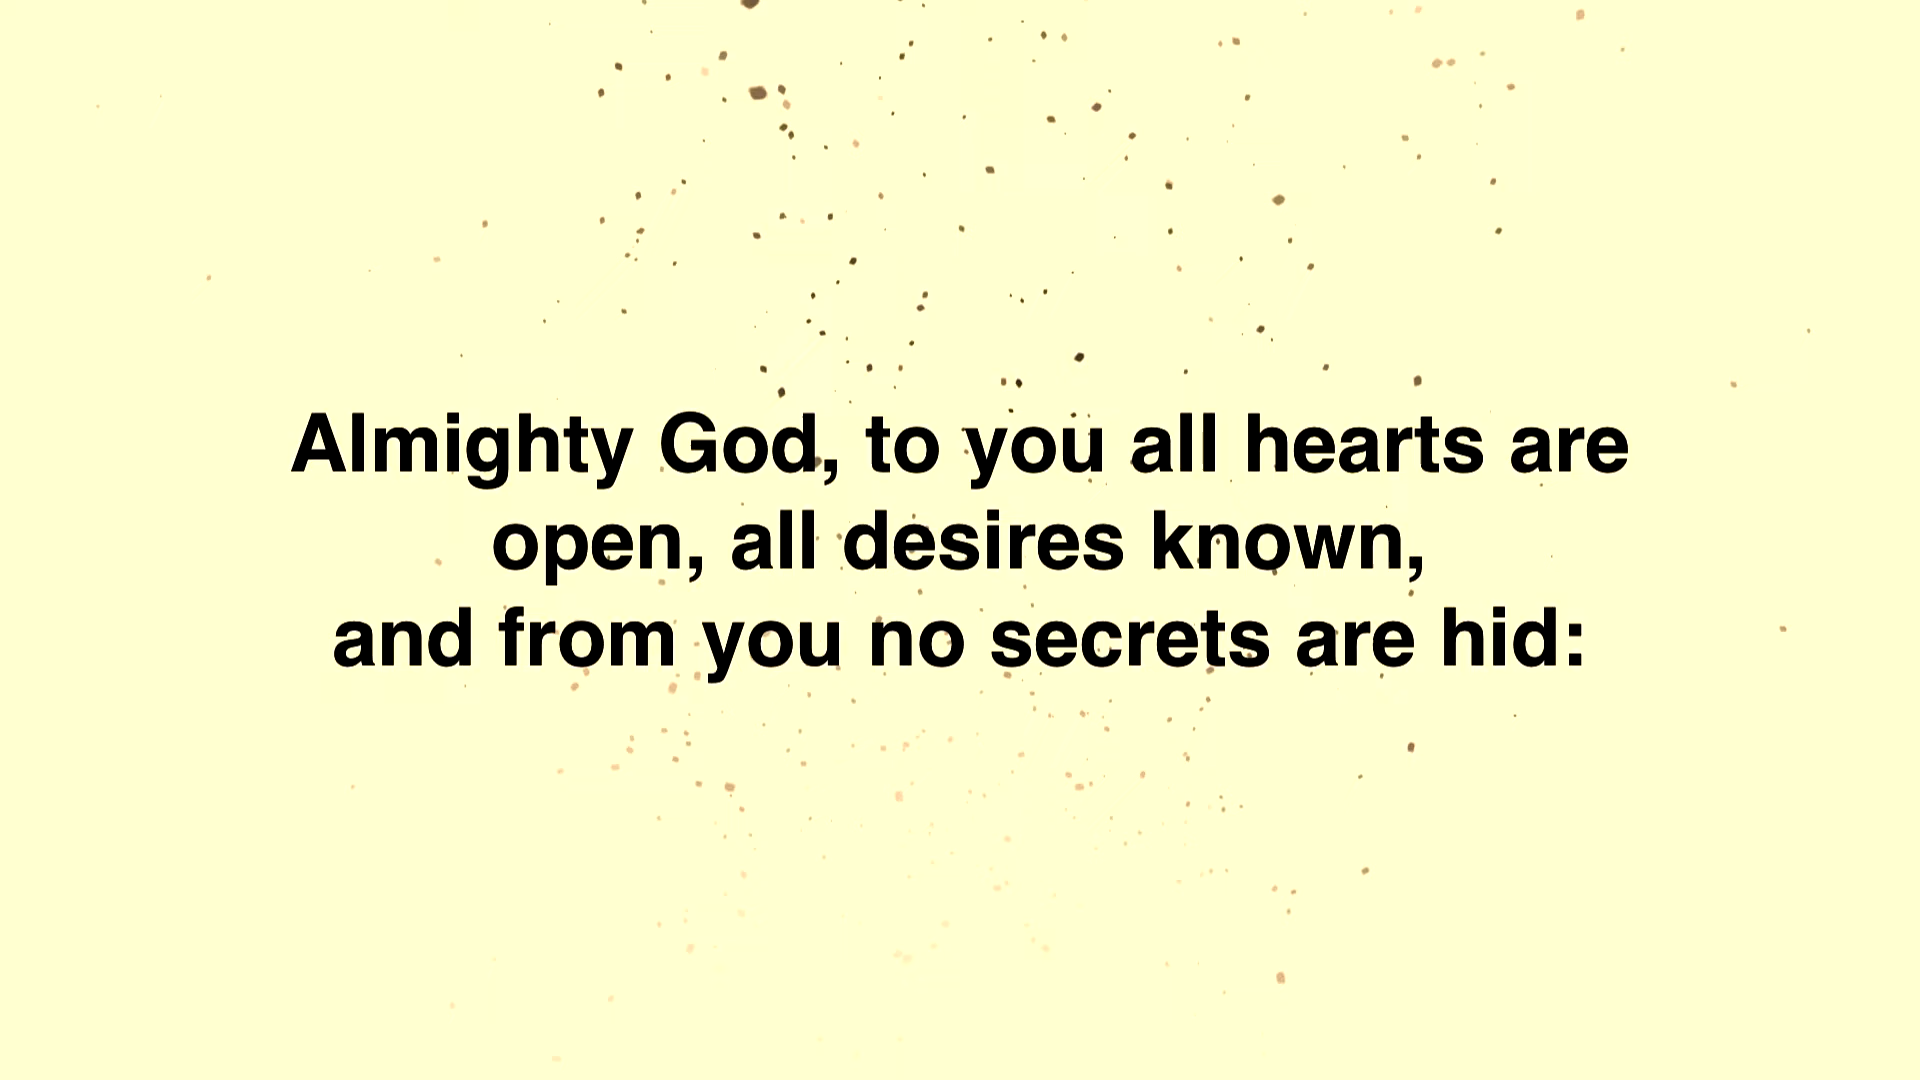 Almighty God, to you all hearts are
open, all desires known,
and from you no secrets are hid: